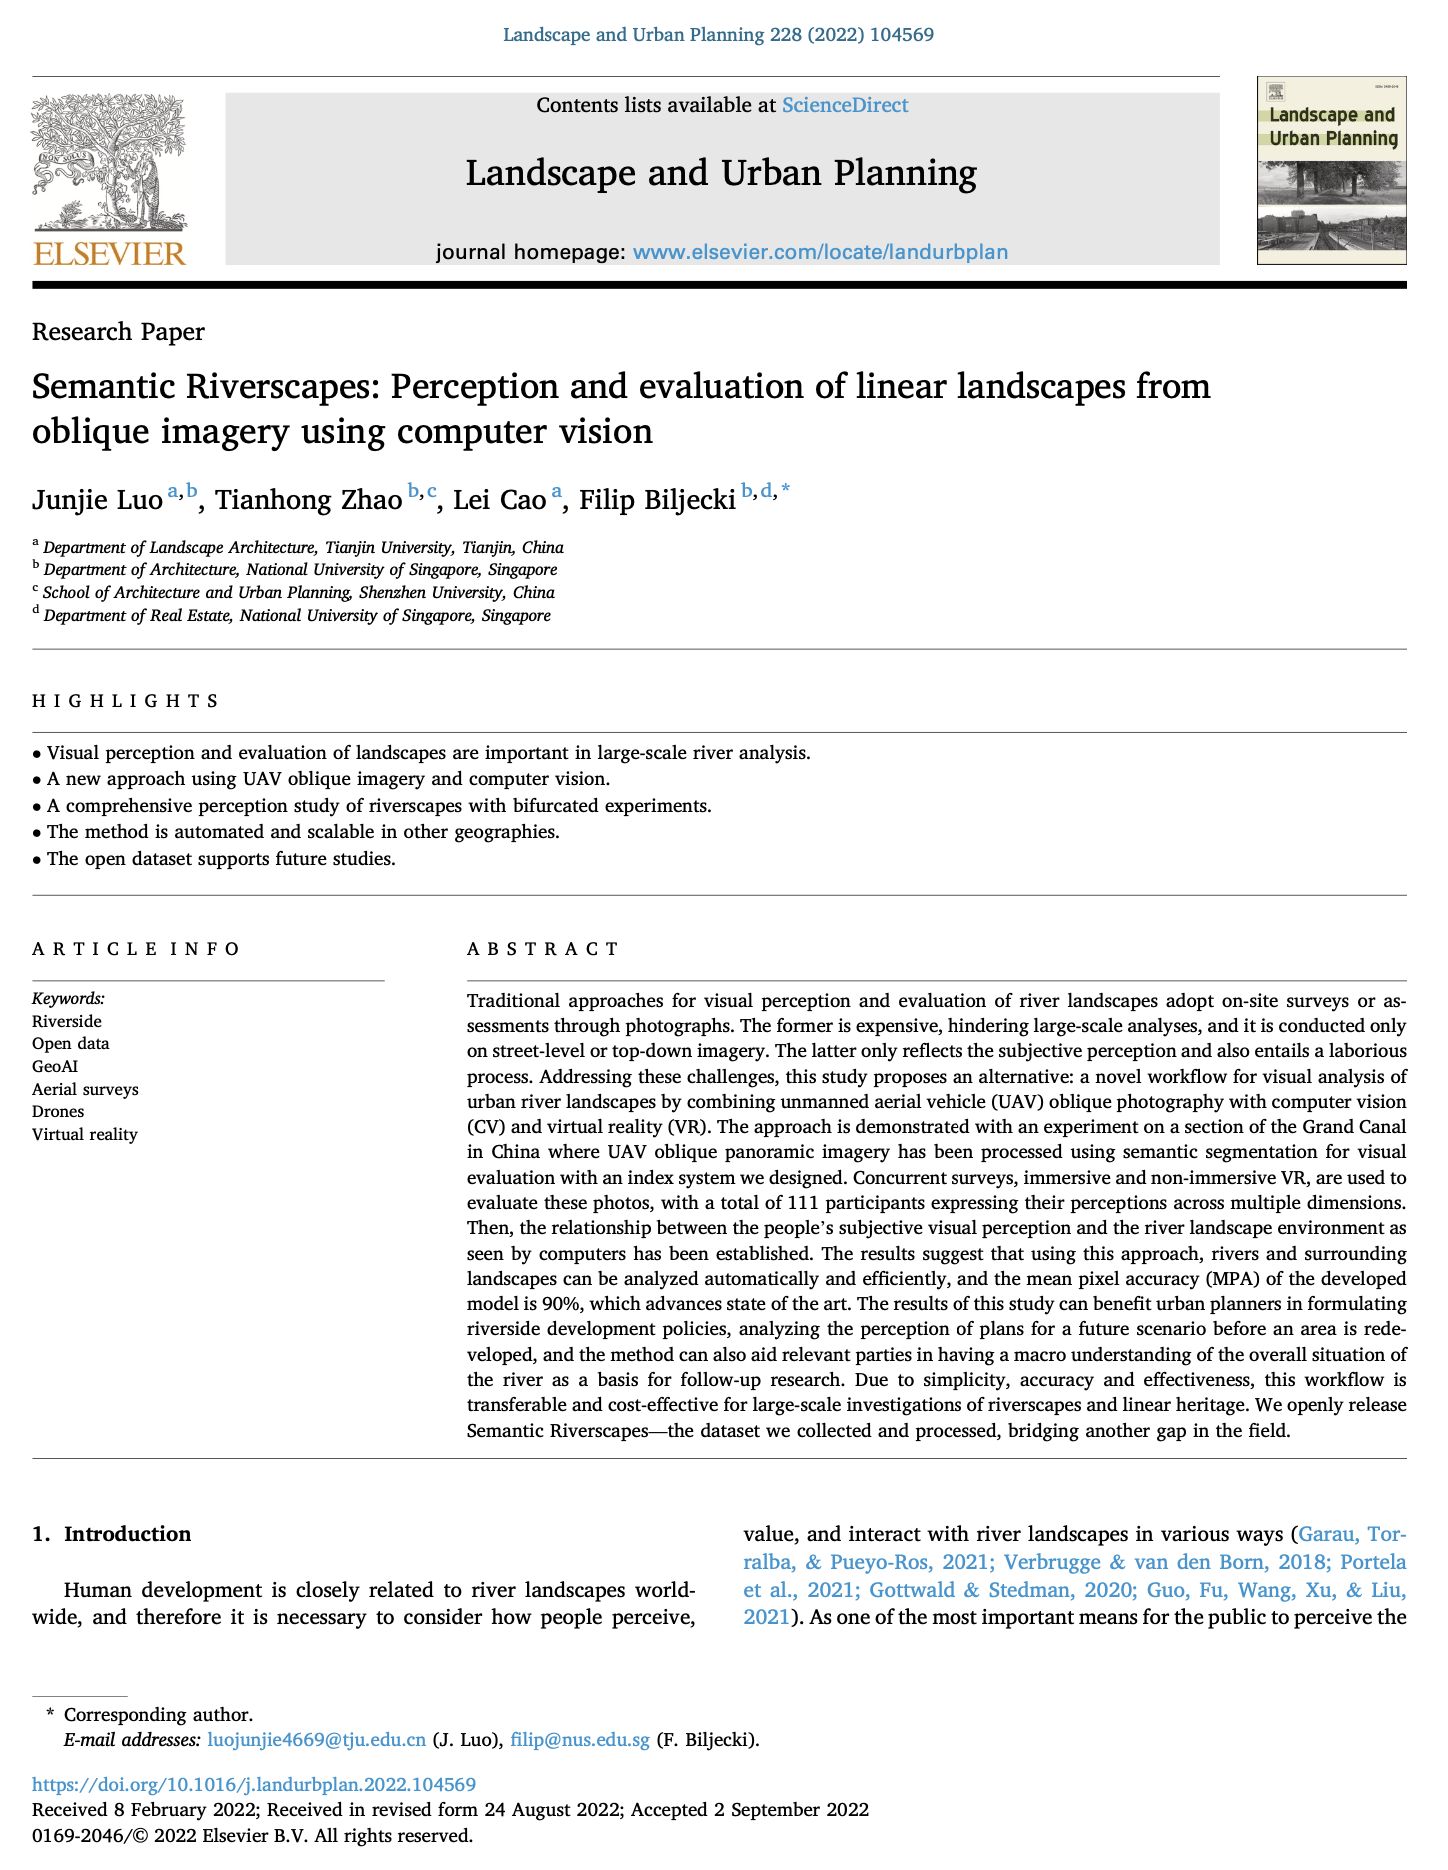 Landscape and Urban Planning 228 (2022) 104569
Contents lists available at ScienceDirect
Landscape and Urban Planning
journal homepage: www.elsevier.com/locate/landurbplan
NON SOLUS
ELSEVIER
Landscape and
Urban Planning
Research Paper
Semantic Riverscapes: Perception and evaluation of linear landscapes from
oblique imagery using computer vision
Junjie Luo a,b, Tianhong Zhao b,c, Lei Cao a, Filip Biljecki b,d,*
a Department of Landscape Architecture, Tianjin University, Tianjin, China
b Department of Architecture, National University of Singapore, Singapore
c School of Architecture and Urban Planning, Shenzhen University, China
d Department of Real Estate, National University of Singapore, Singapore
HIGHLIGHTS
• Visual perception and evaluation of landscapes are important in large-scale river analysis.
• A new approach using UAV oblique imagery and computer vision.
• A comprehensive perception study of riverscapes with bifurcated experiments.
• The method is automated and scalable in other geographies.
• The open dataset supports future studies.
ARTICLE INFO
Keywords:
Riverside
Open data
GeoAI
Aerial surveys
Drones
Virtual reality
ABSTRACT
Traditional approaches for visual perception and evaluation of river landscapes adopt on-site surveys or as-
sessments through photographs. The former is expensive, hindering large-scale analyses, and it is conducted only
on street-level or top-down imagery. The latter only reflects the subjective perception and also entails a laborious
process. Addressing these challenges, this study proposes an alternative: a novel workflow for visual analysis of
urban river landscapes by combining unmanned aerial vehicle (UAV) oblique photography with computer vision
(CV) and virtual reality (VR). The approach is demonstrated with an experiment on a section of the Grand Canal
in China where UAV oblique panoramic imagery has been processed using semantic segmentation for visual
evaluation with an index system we designed. Concurrent surveys, immersive and non-immersive VR, are used to
evaluate these photos, with a total of 111 participants expressing their perceptions across multiple dimensions.
Then, the relationship between the people's subjective visual perception and the river landscape environment as
seen by computers has been established. The results suggest that using this approach, rivers and surrounding
landscapes can be analyzed automatically and efficiently, and the mean pixel accuracy (MPA) of the developed
model is 90%, which advances state of the art. The results of this study can benefit urban planners in formulating
riverside development policies, analyzing the perception of plans for a future scenario before an area is rede-
veloped, and the method can also aid relevant parties in having a macro understanding of the overall situation of
the river as a basis for follow-up research. Due to simplicity, accuracy and effectiveness, this workflow is
transferable and cost-effective for large-scale investigations of riverscapes and linear heritage. We openly release
Semantic Riverscapes—the dataset we collected and processed, bridging another gap in the field.
1. Introduction
Human development is closely related to river landscapes world-
wide, and therefore it is necessary to consider how people perceive,
value, and interact with river landscapes in various ways (Garau, Tor-
ralba, & Pueyo-Ros, 2021; Verbrugge & van den Born, 2018; Portela
et al., 2021; Gottwald & Stedman, 2020; Guo, Fu, Wang, Xu, & Liu,
2021). As one of the most important means for the public to perceive the
* Corresponding author.
E-mail addresses: luojunjie4669@tju.edu.cn (J. Luo), filip@nus.edu.sg (F. Biljecki).
https://doi.org/10.1016/j.landurbplan.2022.104569
Received 8 February 2022; Received in revised form 24 August 2022; Accepted 2 September 2022
0169-2046/© 2022 Elsevier B.V. All rights reserved.